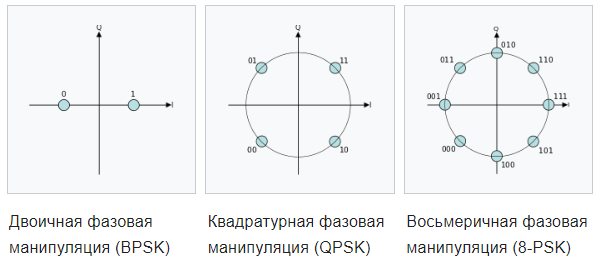 Q
0 1
I
Двоичная фазовая
манипуляция (BPSK)
Q
01 11
I
00 10
Квадратурная фазовая
манипуляция (QPSK)
Q
010
011 110
001 111
I
000 101
100
Восьмеричная фазовая
манипуляция (8-PSK)